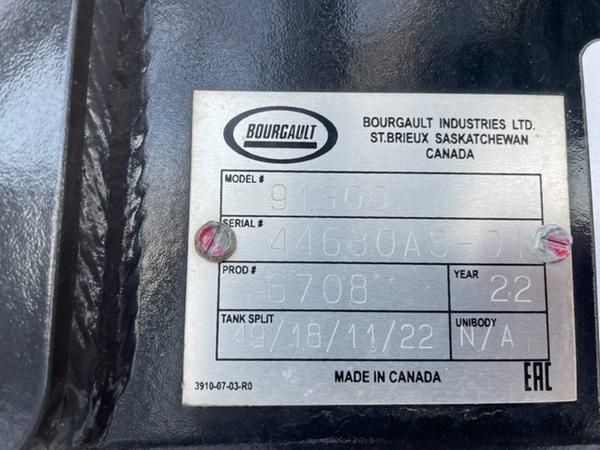 BOURGAULT
BOURGAULT INDUSTRIES LTD.
ST.BRIEUX SASKATCHEWAN
CANADA
MODEL #
SERIAL #
PROD #
6708
YEAR
22
TANK SPLIT
49/18/11/22
UNIBODY
N/A
3910-07-03-R0
MADE IN CANADA
EAC